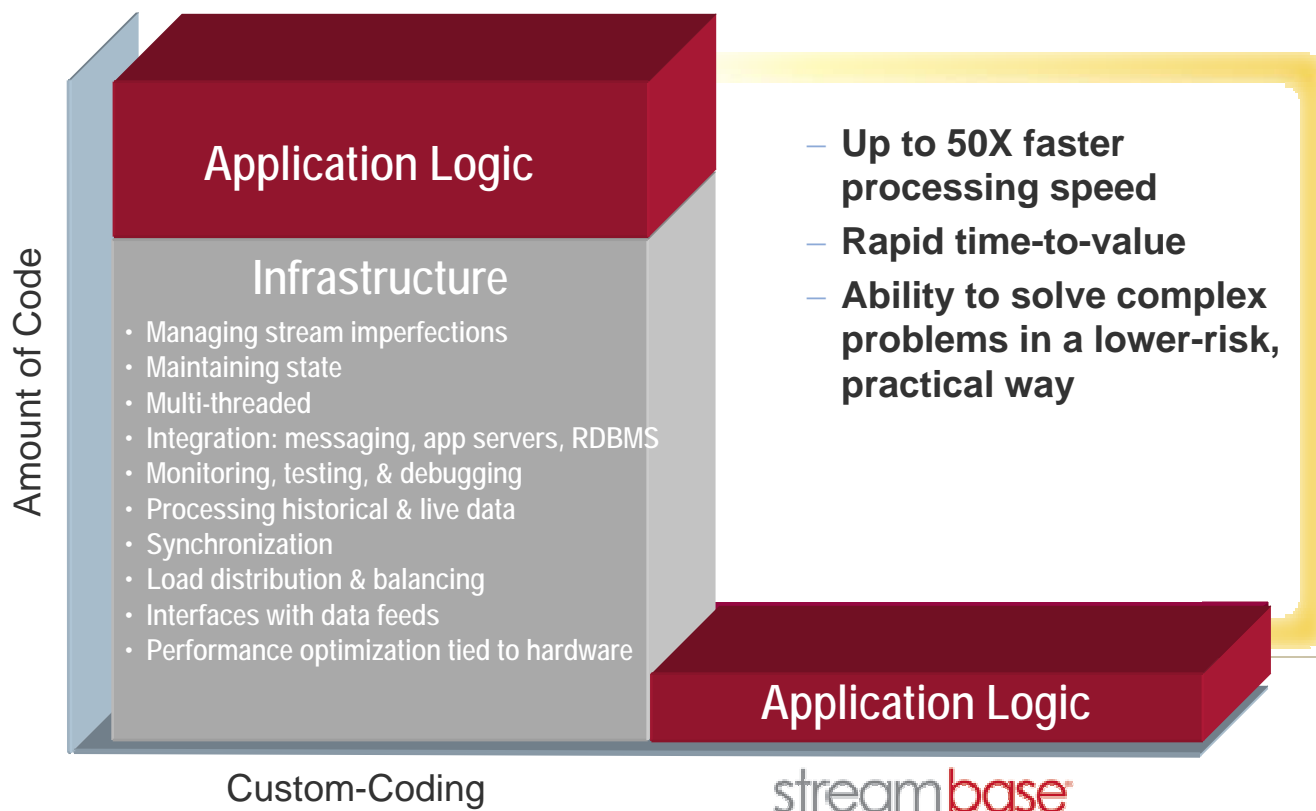 Amount of Code
Application Logic
Infrastructure
• Managing stream imperfections
• Maintaining state
• Multi-threaded
• Integration: messaging, app servers, RDBMS
• Monitoring, testing, & debugging
• Processing historical & live data
• Synchronization
• Load distribution & balancing
• Interfaces with data feeds
• Performance optimization tied to hardware
– Up to 50X faster
processing speed
– Rapid time-to-value
– Ability to solve complex
problems in a lower-risk,
practical way
Application Logic
Custom-Coding
streambase